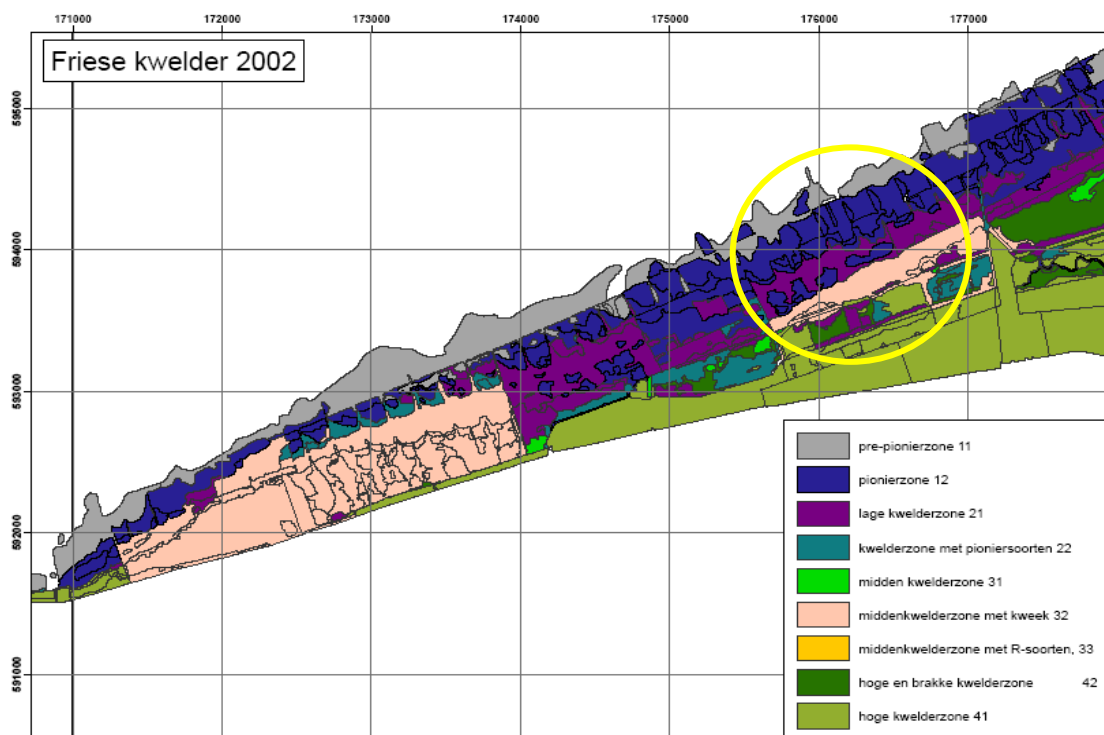 171000 172000 173000 174000 175000 176000 177000
Friese kwelder 2002
595000
594000
593000
592000
591000
pre-pionierzone 11
pionierzone 12
lage kwelderzone 21
kwelderzone met pioniersoorten 22
midden kwelderzone 31
middenkwelderzone met kweek 32
middenkwelderzone met R-soorten, 33
hoge en brakke kwelderzone 42
hoge kwelderzone 41